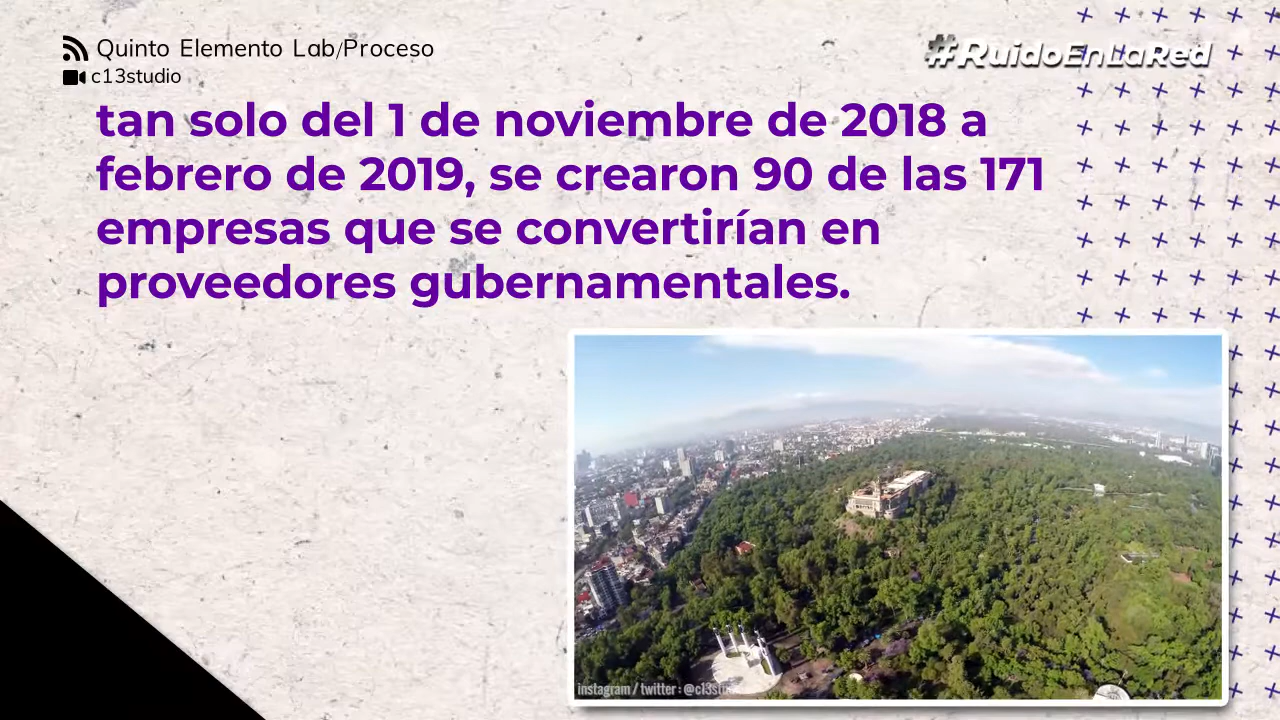 Quinto Elemento Lab/Proceso
#RuidoEnLaRed
c13studio
tan solo del 1 de noviembre de 2018 a
febrero de 2019, se crearon 90 de las 171
empresas que se convertirían en
proveedores gubernamentales.
instagram / twitter : @c13studio